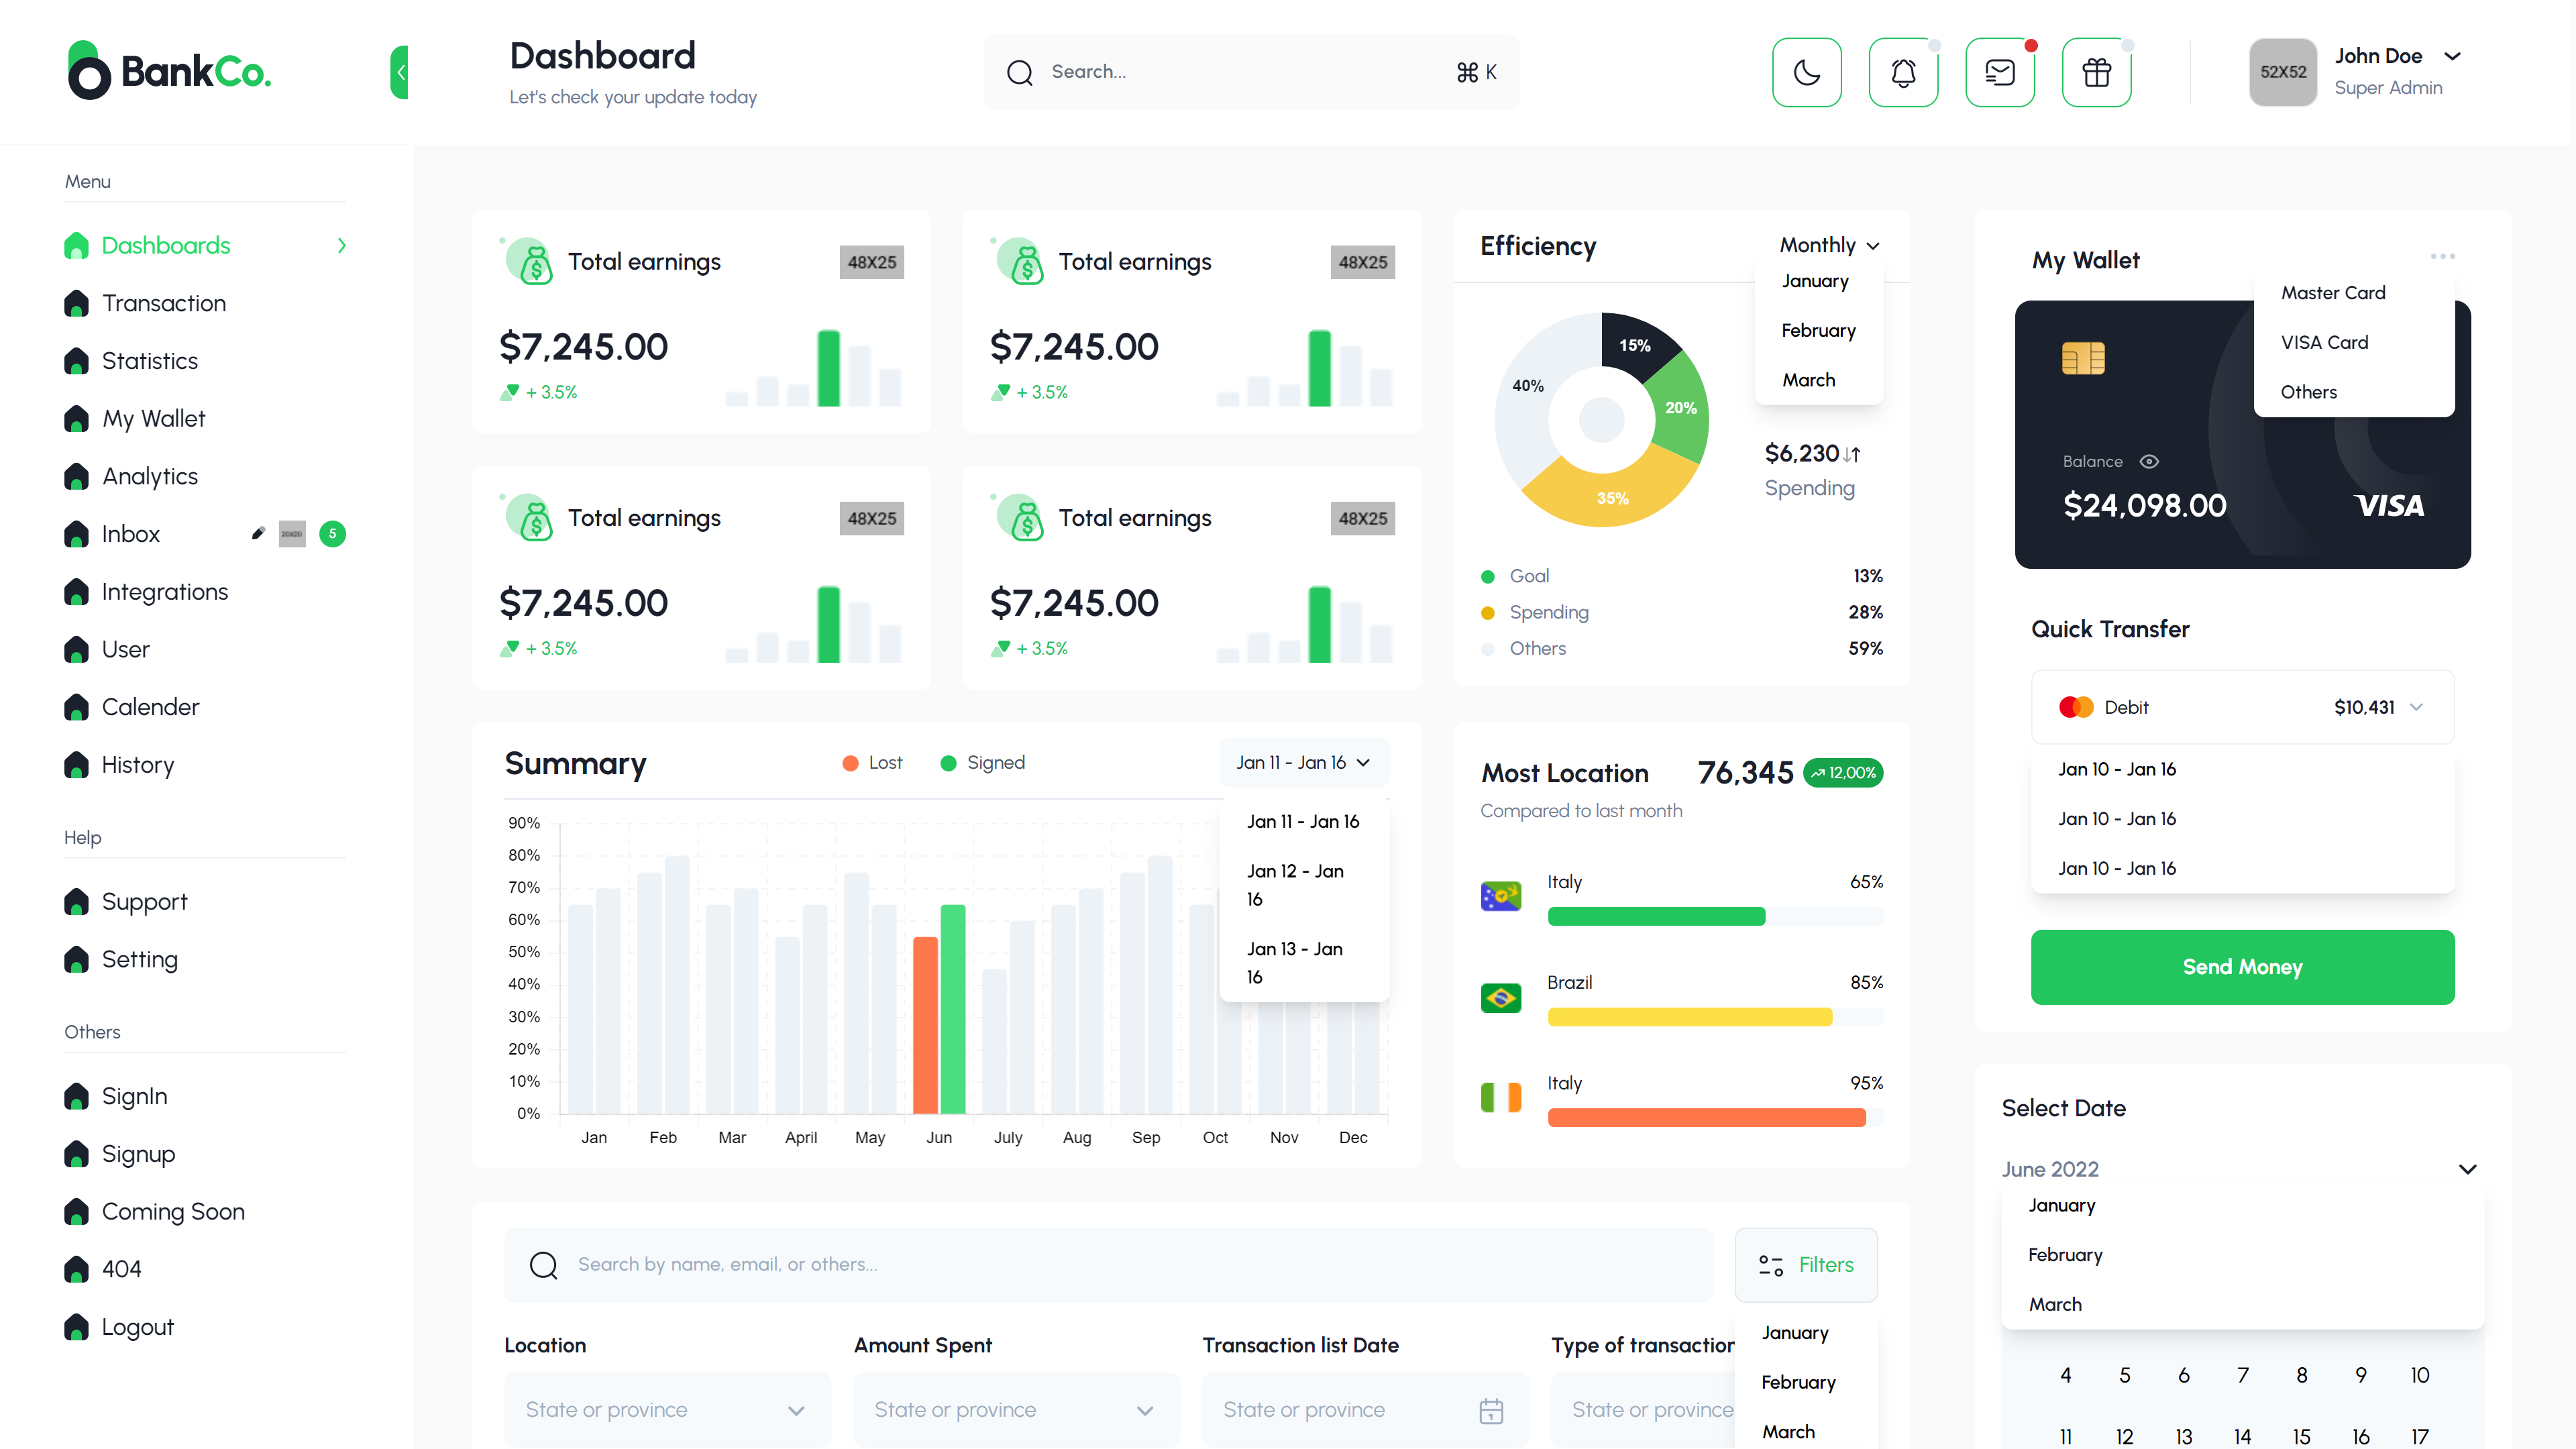 BankCo.
Dashboard
Let's check your update today
Search...
⌘ K
52X52
John Doe
Super Admin
Menu
Dashboards
Transaction
Statistics
My Wallet
Analytics
Inbox
20X20
5
Integrations
User
Calender
History
Help
Support
Setting
Others
SignIn
Signup
Coming Soon
404
Logout
Total earnings
48X25
$7,245.00
+ 3.5%
Total earnings
48X25
$7,245.00
+ 3.5%
Total earnings
48X25
$7,245.00
+ 3.5%
Total earnings
48X25
$7,245.00
+ 3.5%
Efficiency
Monthly
January
February
March
15%
20%
35%
40%
$6,230
Spending
Goal
13%
Spending
28%
Others
59%
Summary
Lost
Signed
Jan 11 - Jan 16
Jan 11 - Jan 16
Jan 12 - Jan
16
Jan 13 - Jan
16
90%
80%
70%
60%
50%
40%
30%
20%
10%
0%
Jan
Feb
Mar
April
May
Jun
July
Aug
Sep
Oct
Nov
Dec
Most Location
76,345
12,00%
Compared to last month
Italy
65%
Brazil
85%
Italy
95%
Search by name, email, or others...
Filters
January
February
March
Location
State or province
Amount Spent
State or province
Transaction list Date
State or province
Type of transaction
State or province
My Wallet
Master Card
VISA Card
Others
Balance
$24,098.00
VISA
Quick Transfer
Debit
$10,431
Jan 10 - Jan 16
Jan 10 - Jan 16
Jan 10 - Jan 16
Send Money
Select Date
June 2022
January
February
March
4 5 6 7 8 9 10
11 12 13 14 15 16 17